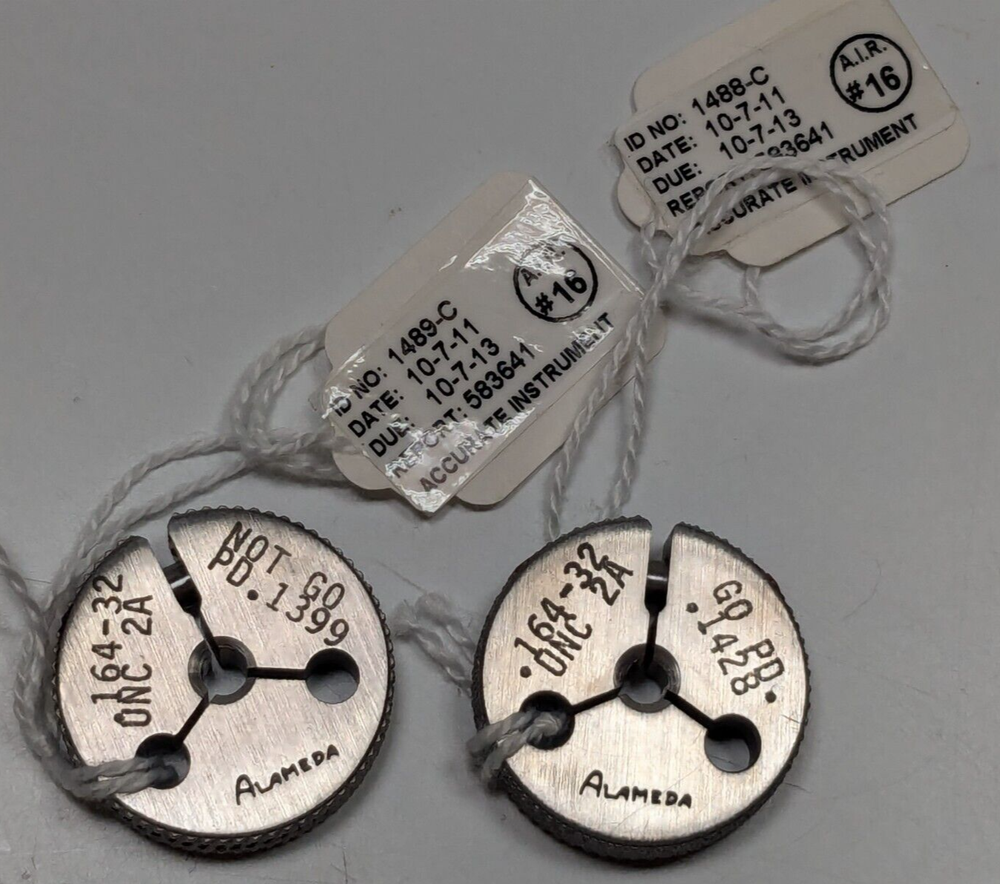 ID NO: 1488-C
DATE: 10-7-11
DUE: 10-7-13
83641
INSTRUMENT
A.I.R.
#16
ID NO: 1489-C
DATE: 10-7-11
DUE: 10-7-13
REPORT: 583641
ACCURATE INSTRUMENT
A.I.R.
#16
.164-32
UNC 2A
NOT GO
PD .1399
ALAMEDA
.164-32
UNC 2A
GO PD.
.1428
ALAMEDA